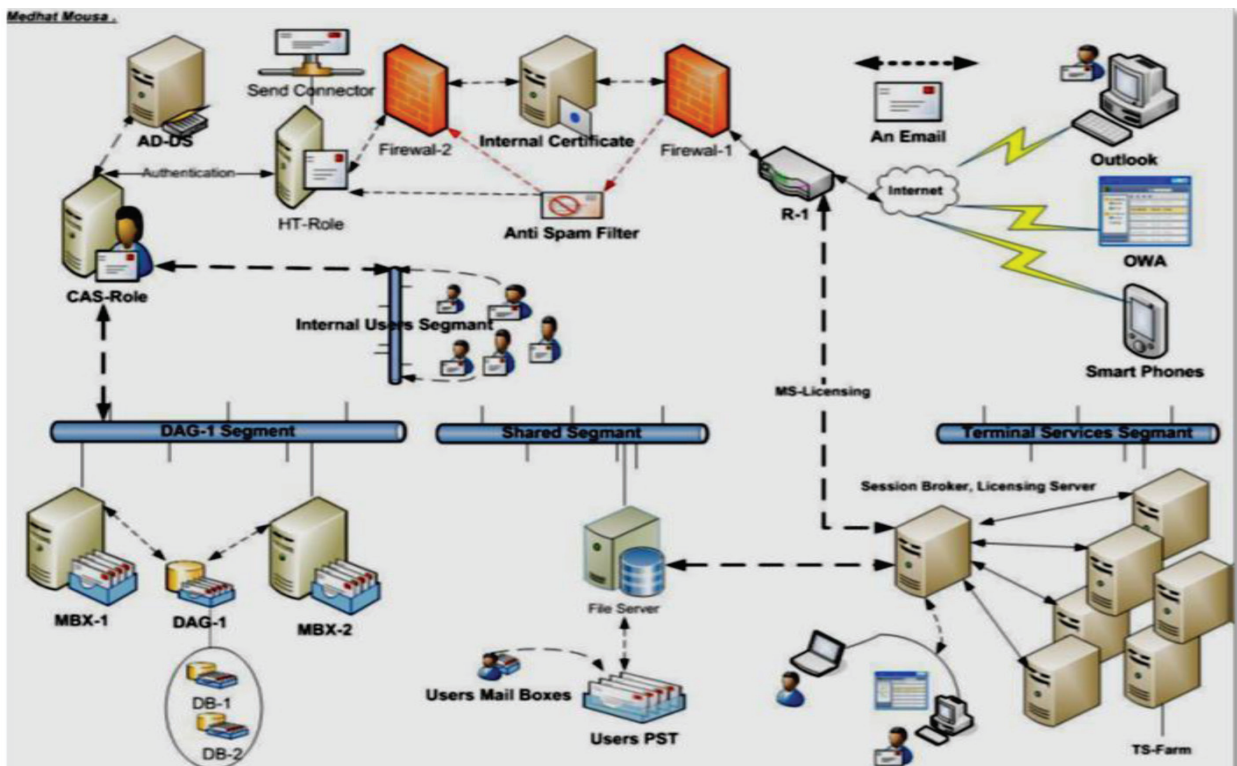 Medhat Mousa .
Send Connector
AD-DS
Authentication
HT-Role
CAS-Role
Firewal-2
Internal Certificate
Firewal-1
Anti Spam Filter
R-1
An Email
Internet
Outlook
OWA
Smart Phones
Internal Users Segmant
MS-Licensing
DAG-1 Segment
Shared Segmant
Terminal Services Segmant
Session Broker, Licensing Server
MBX-1
DAG-1
MBX-2
DB-1
DB-2
File Server
Users Mail Boxes
Users PST
TS-Farm